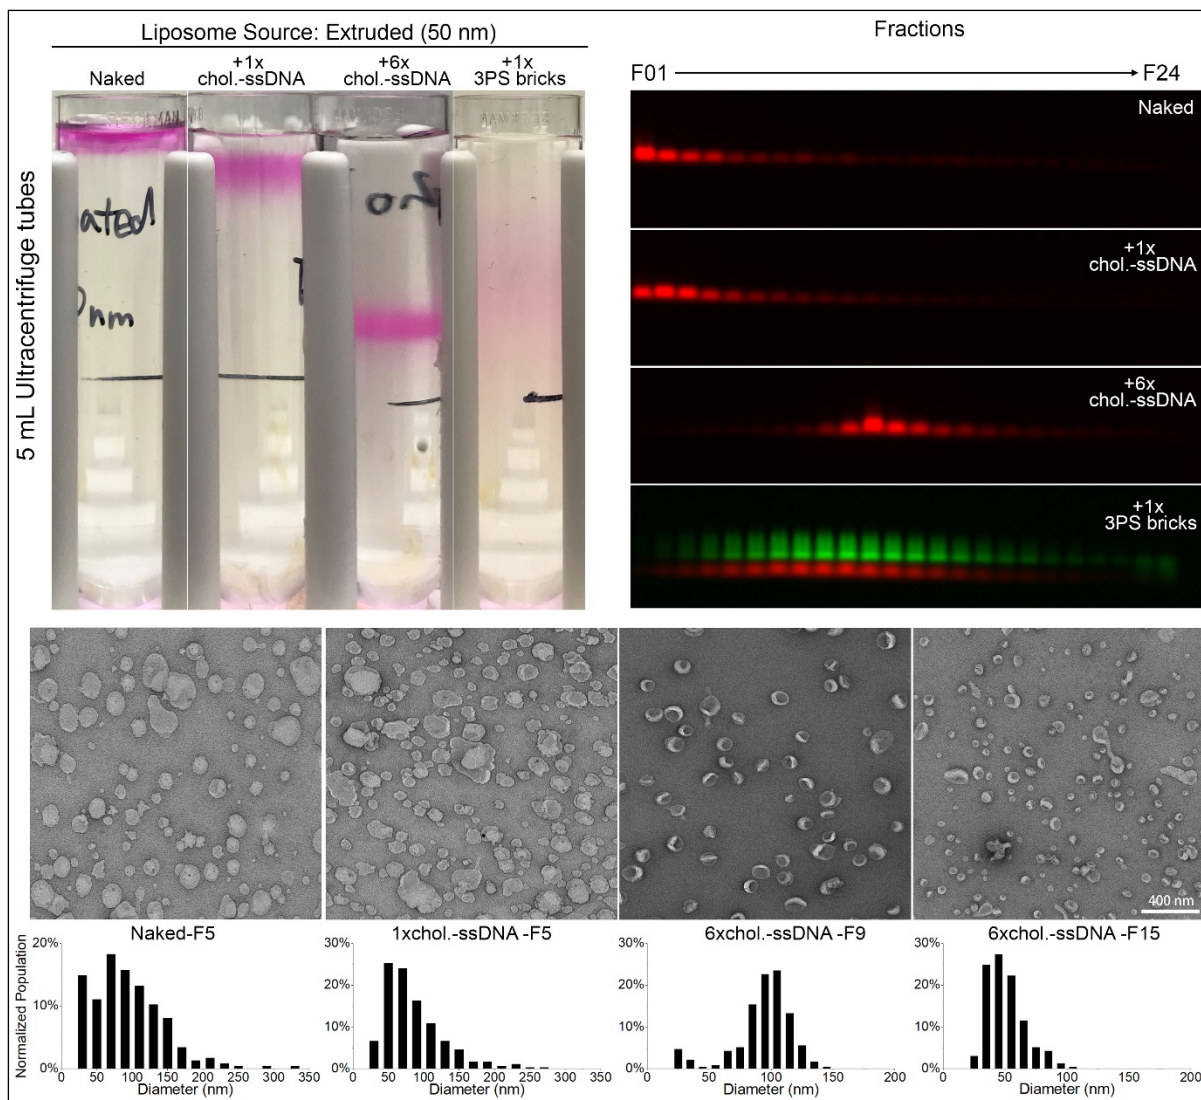 Liposome Source: Extruded (50 nm)
Naked
+1x
chol.-ssDNA
+6x
chol.-ssDNA
+1x
3PS bricks
5 mL Ultracentrifuge tubes
ated
nm
Fractions
F01
F24
Naked
+1x
chol.-ssDNA
+6x
chol.-ssDNA
+1x
3PS bricks
400 nm
Naked-F5
1xchol.-ssDNA -F5
6xchol.-ssDNA -F9
6xchol.-ssDNA -F15
Normalized Population
20%
10%
0%
0 50 100 150 200 250 300 350
Diameter (nm)
30%
20%
10%
0%
0 50 100 150 200 250 300 350
Diameter (nm)
30%
20%
10%
0%
0 50 100 150 200
Diameter (nm)
30%
20%
10%
0%
0 50 100 150 200
Diameter (nm)